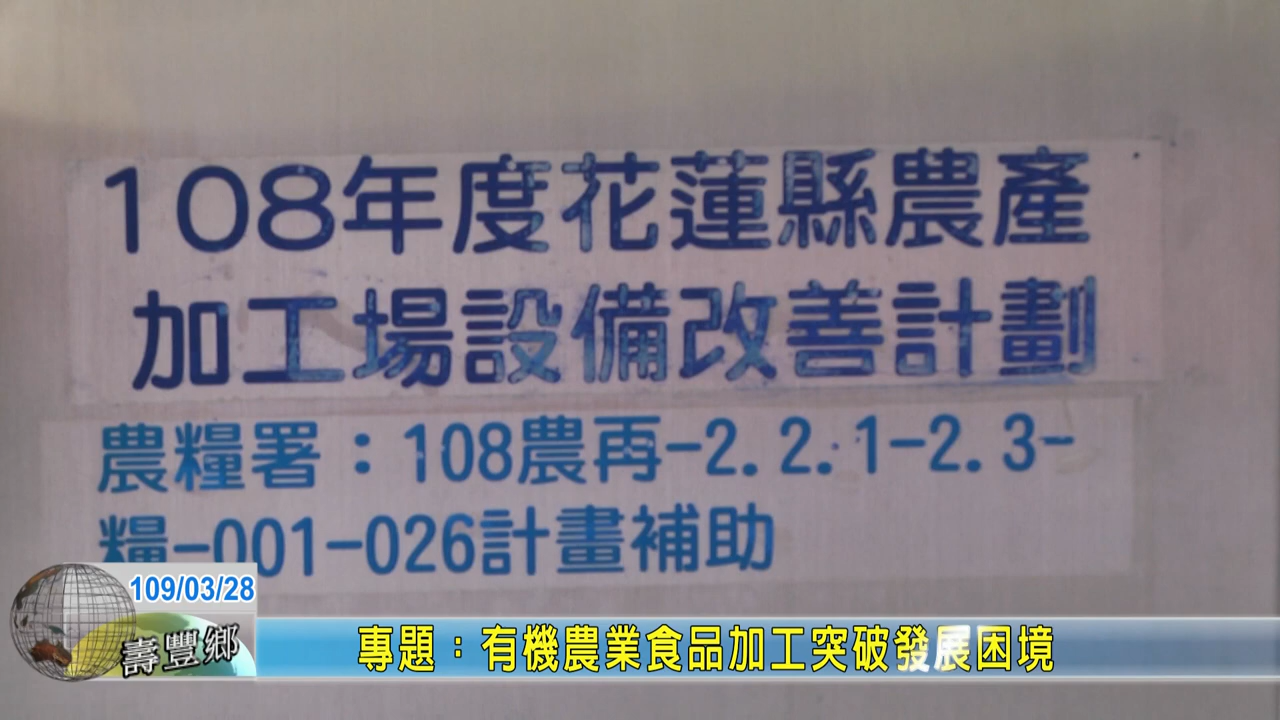 108年度花蓮縣農產
加工場設備改善計劃
農糧署：108農再-2.2.1-2.3-
糧-001-026計畫補助
109/03/28
壽豐鄉
專題：有機農業食品加工突破發展困境